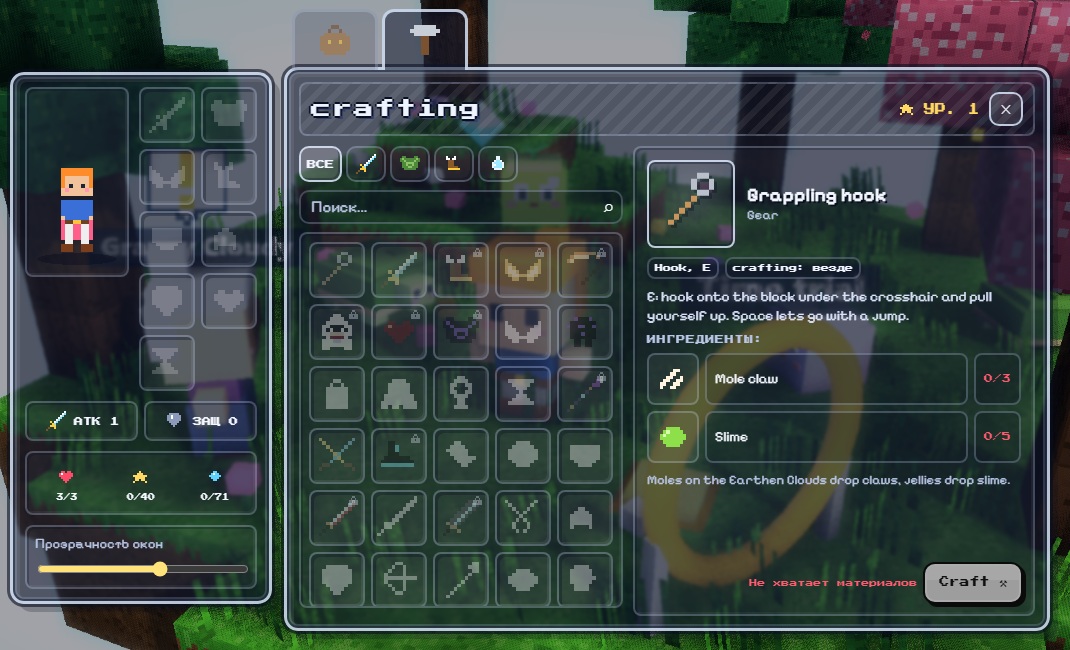 crafting
УР. 1
ВСЕ
Поиск...
Grappling hook
Gear
Hook, E
crafting: везде
E: hook onto the block under the crosshair and pull
yourself up. Space lets go with a jump.
ИНГРЕДИЕНТЫ:
Mole claw
0/3
Slime
0/5
Moles on the Earthen Clouds drop claws, jellies drop slime.
Не хватает материалов
Craft
АТК 1
ЗАЩ 0
3/3
0/40
0/71
Прозрачность окон